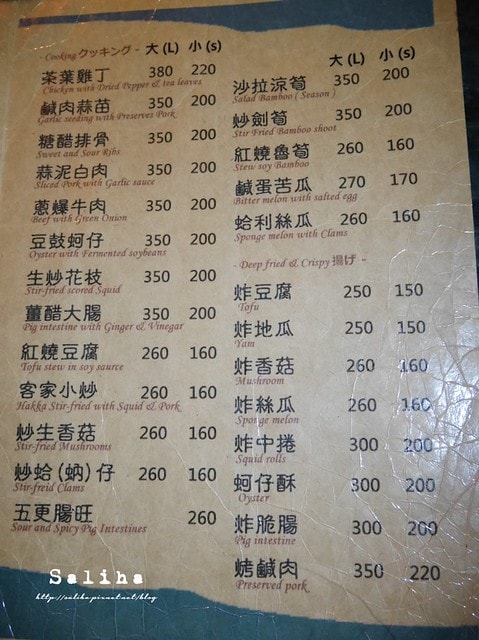 - Cooking クッキング - 大 (L) 小 (s)
茶葉雞丁 380 220
Chicken with Dried Pepper & tea leaves
鹹肉蒜苗 350 200
Garlic seeding with Preserves Pork
糖醋排骨 350 200
Sweet and Sour Ribs
蒜泥白肉 350 200
Sliced Pork with Garlic sauce
蔥爆牛肉 350 200
Beef with Green Onion
豆鼓蚵仔 350 200
Oyster with Fermented soybeans
生炒花枝 350 200
Stir-fried scored Squid
薑醋大腸 350 200
Pig intestine with Ginger & Vinegar
紅燒豆腐 260 160
Tofu stew in soy saurce
客家小炒 260 160
Hakka Stir-fried with Squid & Pork
炒生香菇 260 160
Stir-fried Mushrooms
炒蛤(蚋)仔 260 160
Stir-freid Clams
五更腸旺 260
Sour and Spicy Pig Intestines
大 (L) 小 (s)
沙拉涼筍 350 200
Salad Bamboo ( Season )
炒劍筍 350 200
Stir Fried Bamboo shoot
紅燒魯筍 260 160
Stew soy Bamboo
鹹蛋苦瓜 270 170
Bitter melon with salted egg
蛤利絲瓜 260 160
Sponge melon with Clams
- Deep fried & Crispy 揚げ -
炸豆腐 250 150
Tofu
炸地瓜 250 150
Yam
炸香菇 260 160
Mushroom
炸絲瓜 260 160
Sponge melon
炸中捲 300 200
Squid rolls
蚵仔酥 300 200
Oyster
炸脆腸 300 200
Pig intestine
烤鹹肉 350 220
Preserved pork
Saliha
http://saliha.pixnet.net/blog